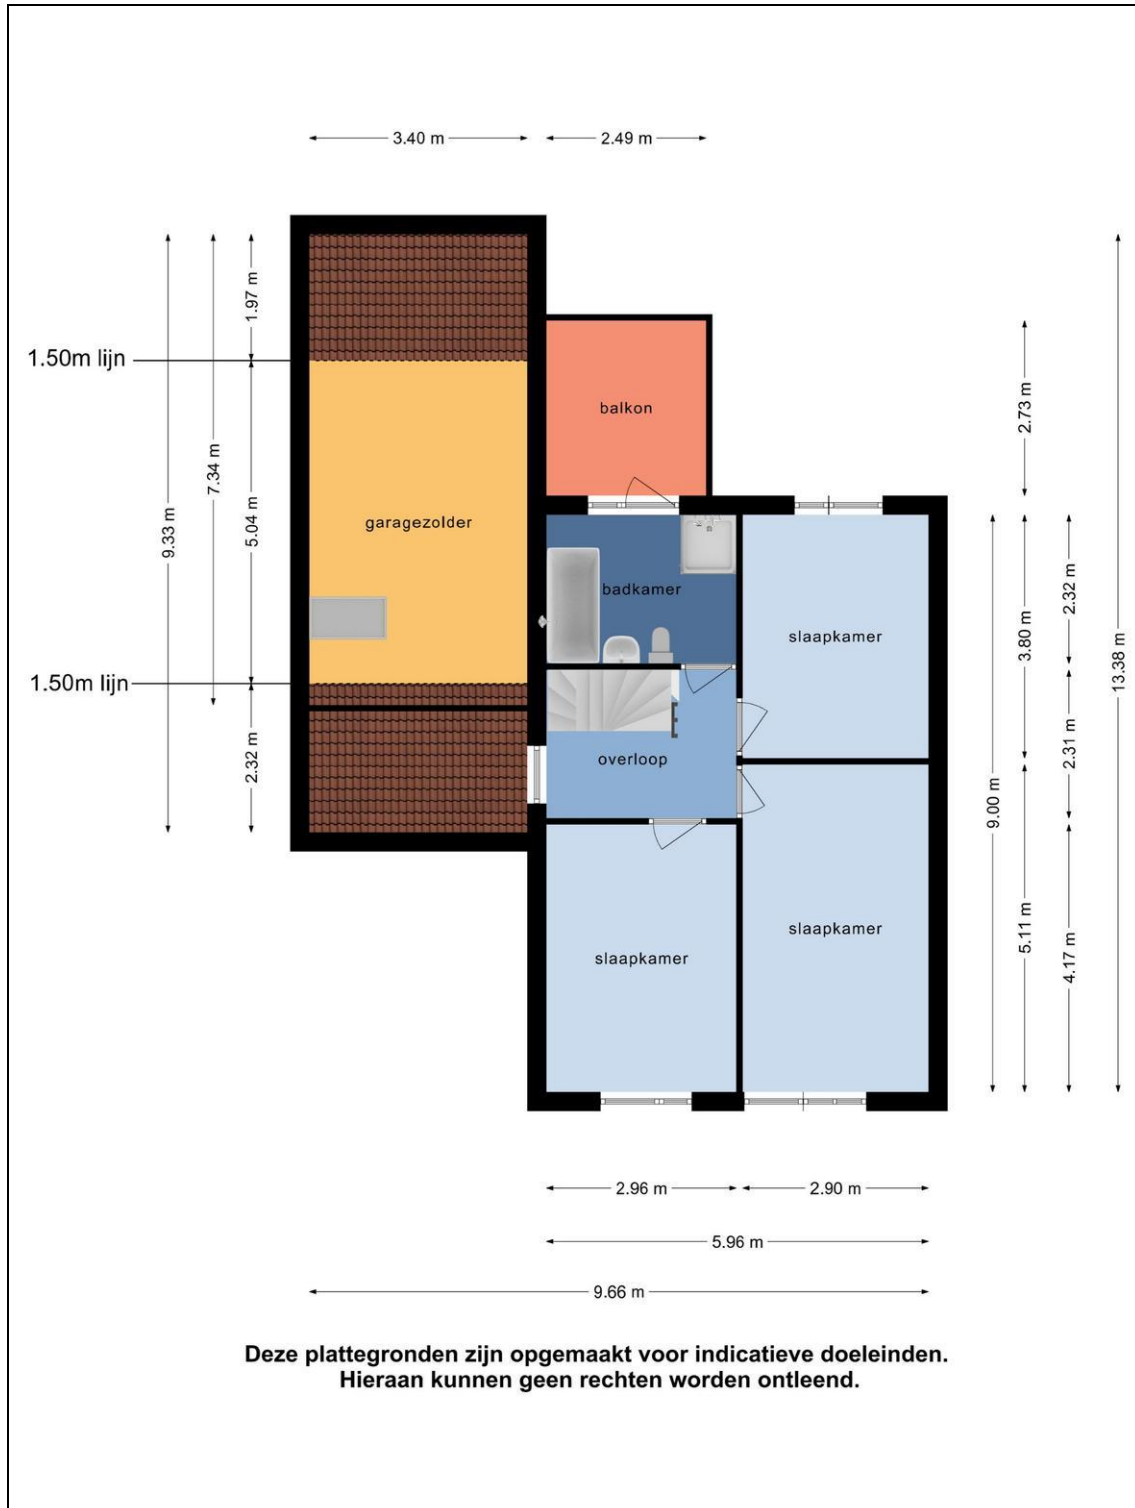 3.40 m
2.49 m
1.97 m
1.50m lijn
balkon
2.73 m
7.34 m
9.33 m
5.04 m
garagezolder
badkamer
slaapkamer
3.80 m
2.32 m
13.38 m
1.50m lijn
2.32 m
overloop
2.31 m
9.00 m
5.11 m
slaapkamer
slaapkamer
4.17 m
2.96 m
2.90 m
5.96 m
9.66 m
Deze plattegronden zijn opgemaakt voor indicatieve doeleinden.
Hieraan kunnen geen rechten worden ontleend.